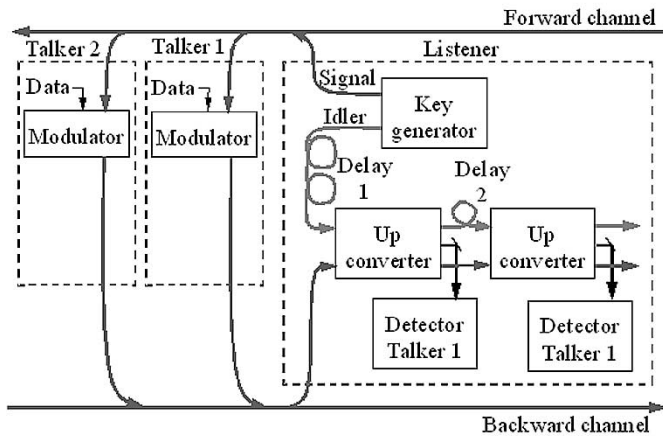 Forward channel
Talker 2
Talker 1
Listener
Data
Data
Signal
Key
generator
Modulator
Modulator
Idler
Delay
1
Delay
2
Up
converter
Up
converter
Detector
Talker 1
Detector
Talker 1
Backward channel